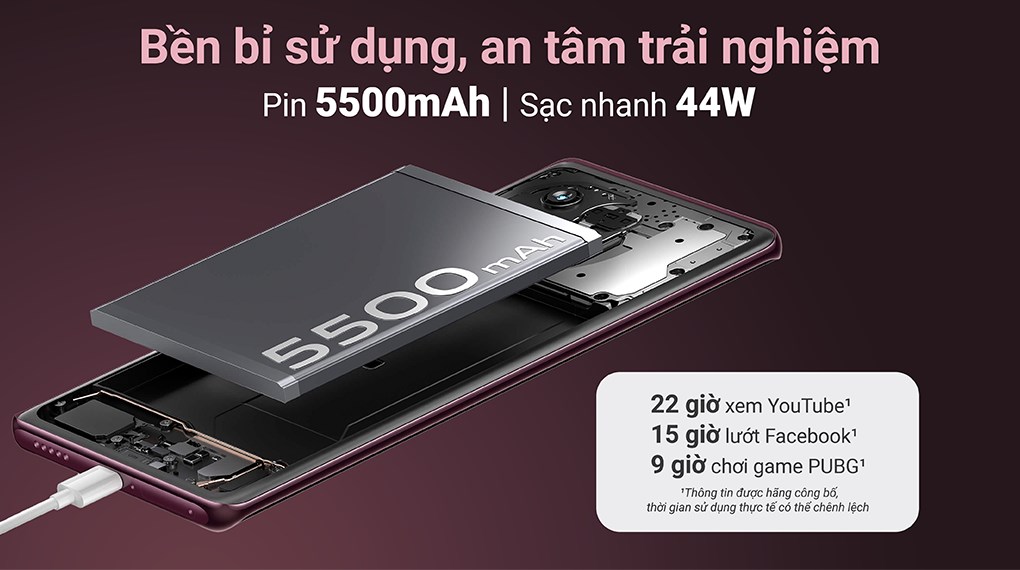 Bền bỉ sử dụng, an tâm trải nghiệm
Pin 5500mAh | Sạc nhanh 44W
5500 mAh
22 giờ xem YouTube¹
15 giờ lướt Facebook¹
9 giờ chơi game PUBG¹
¹Thông tin được hãng công bố,
thời gian sử dụng thực tế có thể chênh lệch